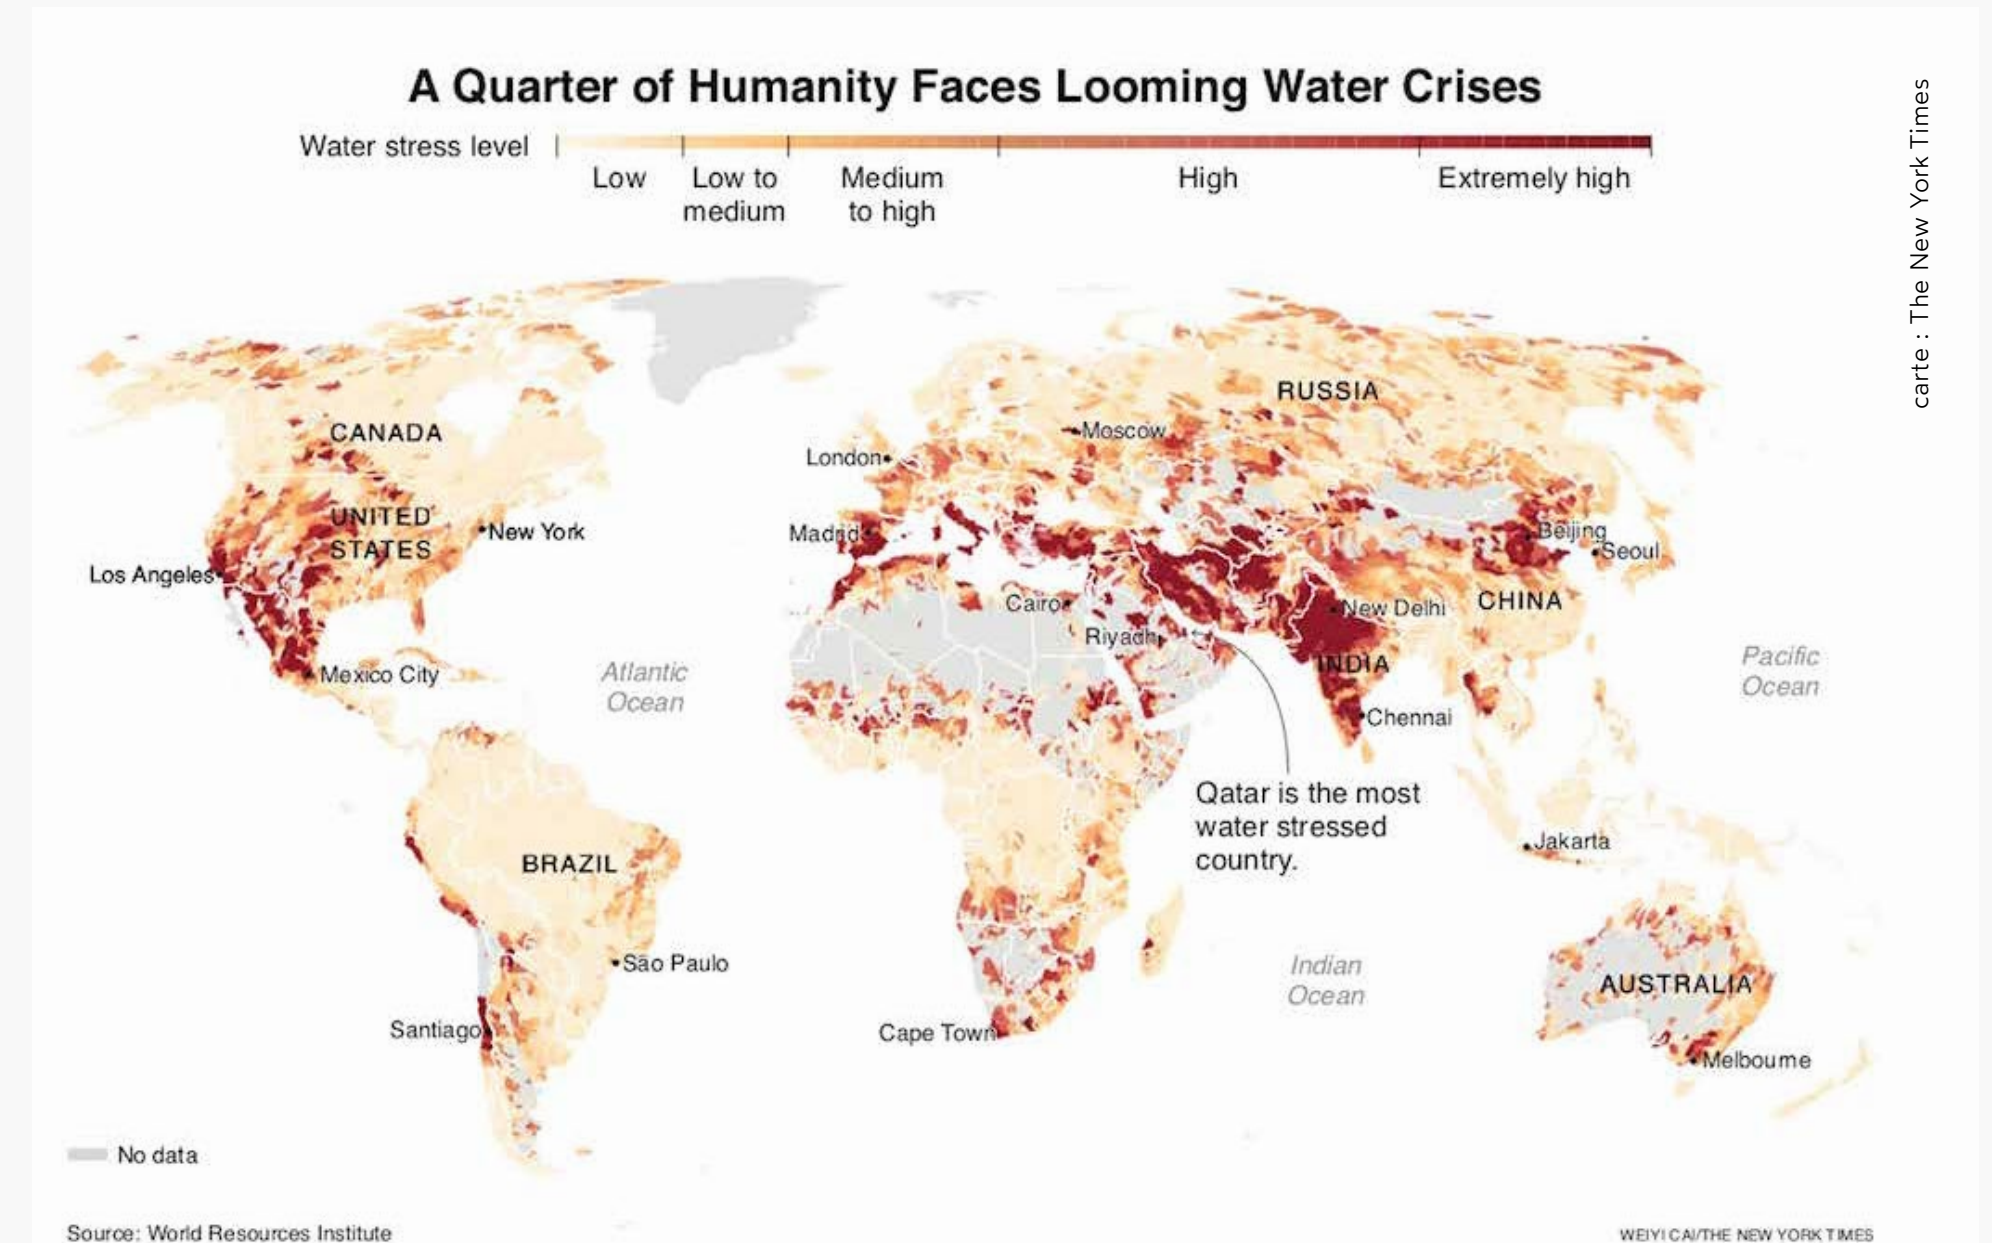 A Quarter of Humanity Faces Looming Water Crises
Water stress level
Low
Low to
medium
Medium
to high
High
Extremely high
carte : The New York Times
CANADA
RUSSIA
Moscow
London
UNITED
STATES
New York
Madrid
Beijing
Seoul
Los Angeles
Cairo
New Delhi
CHINA
Riyadh
Mexico City
Atlantic
Ocean
INDIA
Pacific
Ocean
Chennai
Qatar is the most
water stressed
country.
Jakarta
BRAZIL
São Paulo
Indian
Ocean
AUSTRALIA
Santiago
Cape Town
Melbourne
No data
Source: World Resources Institute
WEIYI CAI/THE NEW YORK TIMES